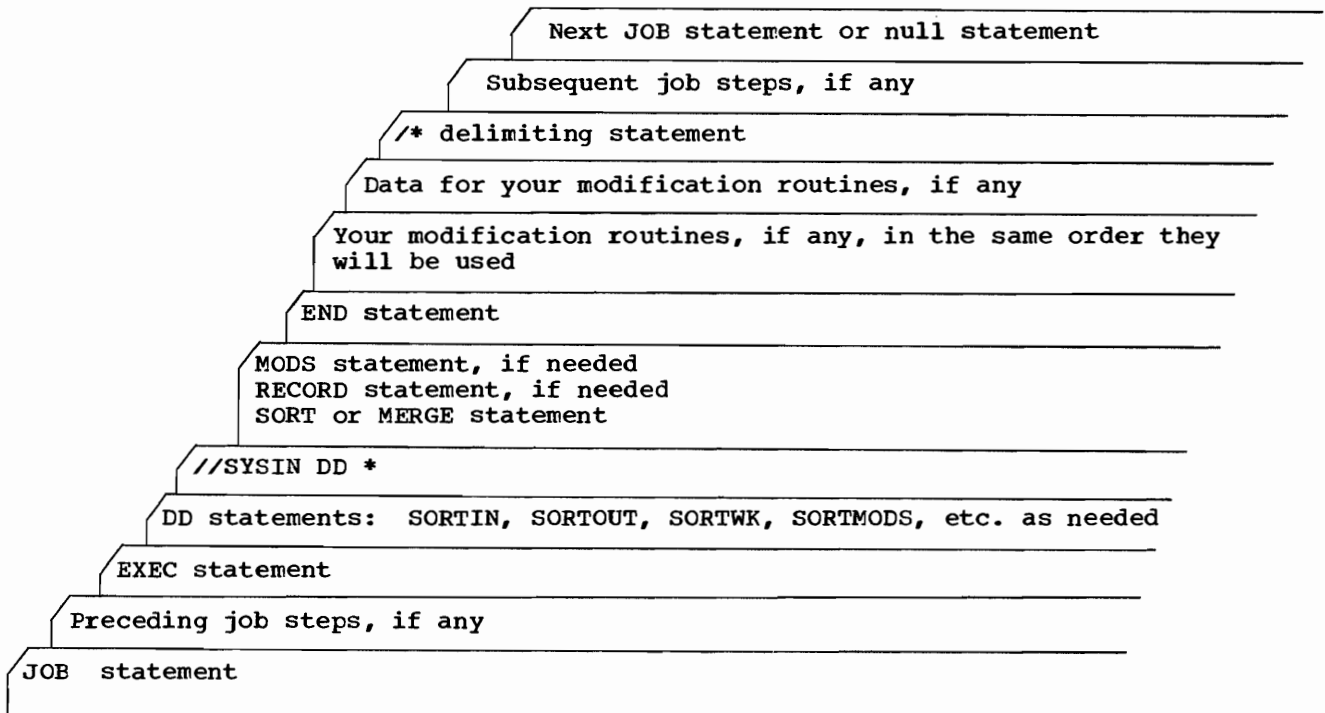 Next JOB statement or null statement
Subsequent job steps, if any
/* delimiting statement
Data for your modification routines, if any
Your modification routines, if any, in the same order they
will be used
END statement
MODS statement, if needed
RECORD statement, if needed
SORT or MERGE statement
//SYSIN DD *
DD statements: SORTIN, SORTOUT, SORTWK, SORTMODS, etc. as needed
EXEC statement
Preceding job steps, if any
JOB statement